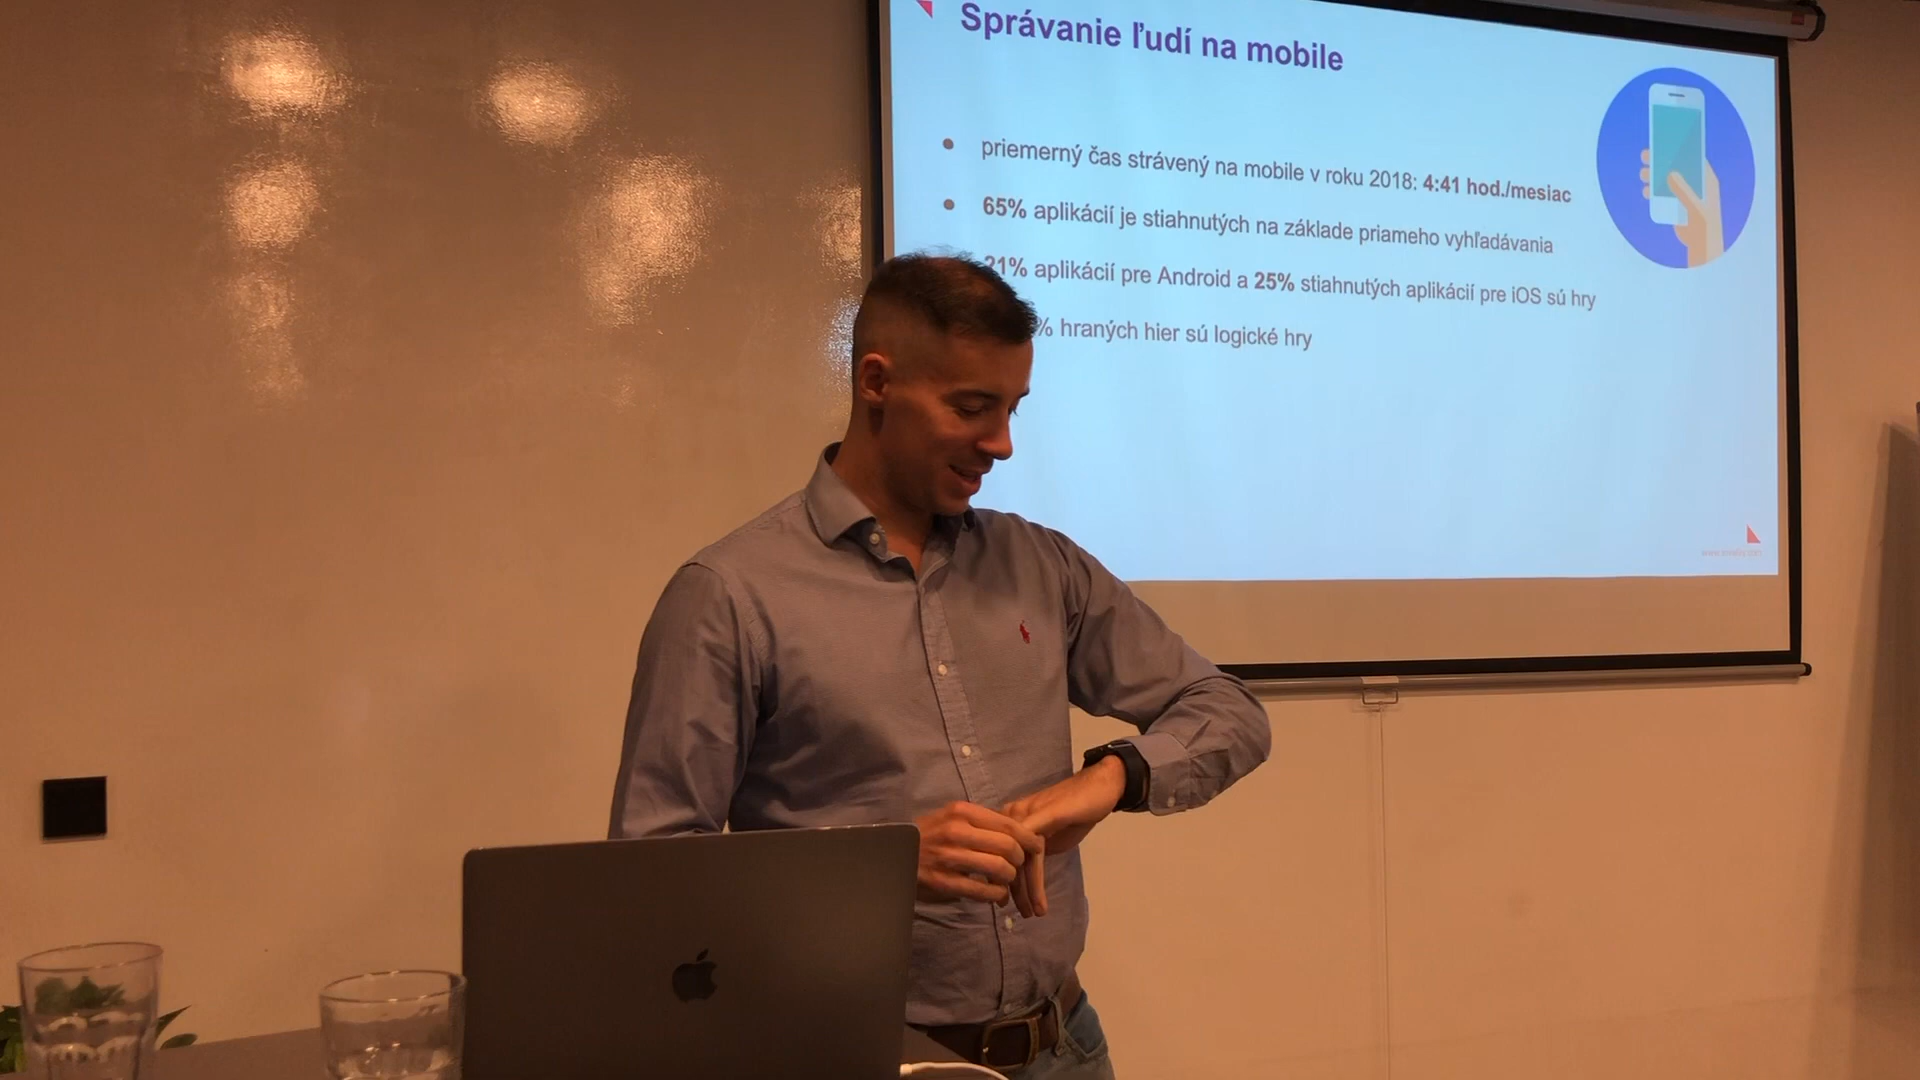 Správanie ľudí na mobile
priemerný čas strávený na mobile v roku 2018: 4:41 hod./mesiac
65% aplikácií je stiahnutých na základe priameho vyhľadávania
21% aplikácií pre Android a 25% stiahnutých aplikácií pre iOS sú hry
% hraných hier sú logické hry